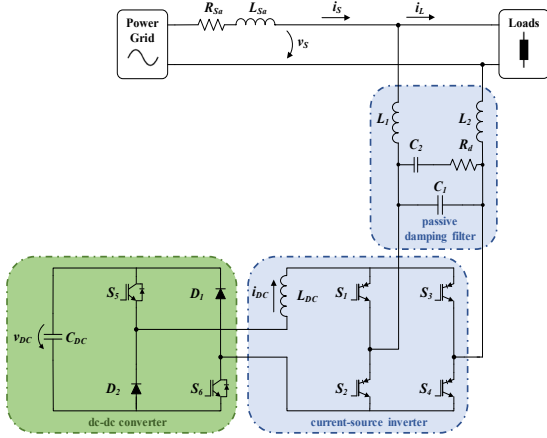 Power
Grid
R_Sa
L_Sa
i_S
i_L
v_S
Loads
L_1
L_2
C_2
R_d
C_1
passive
damping filter
S_5
D_1
i_DC
L_DC
S_1
S_3
v_DC
C_DC
D_2
S_6
S_2
S_4
dc-dc converter
current-source inverter